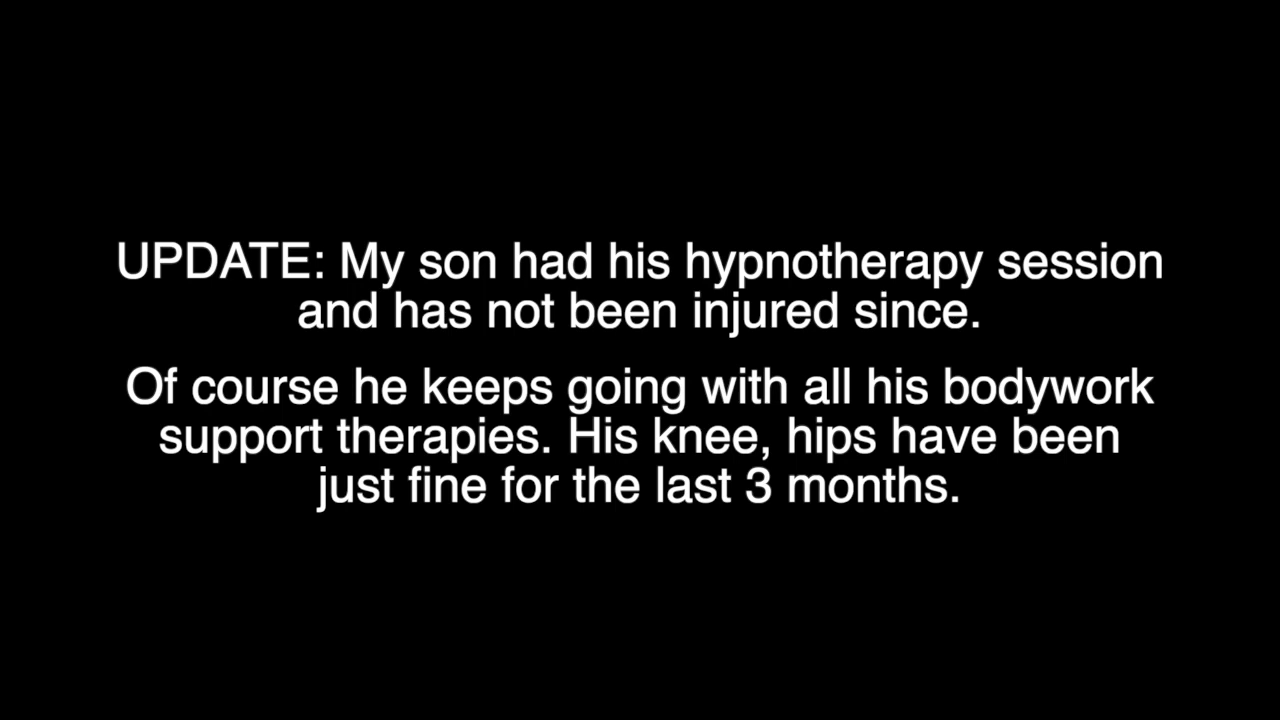 UPDATE: My son had his hypnotherapy session
and has not been injured since.
Of course he keeps going with all his bodywork
support therapies. His knee, hips have been
just fine for the last 3 months.